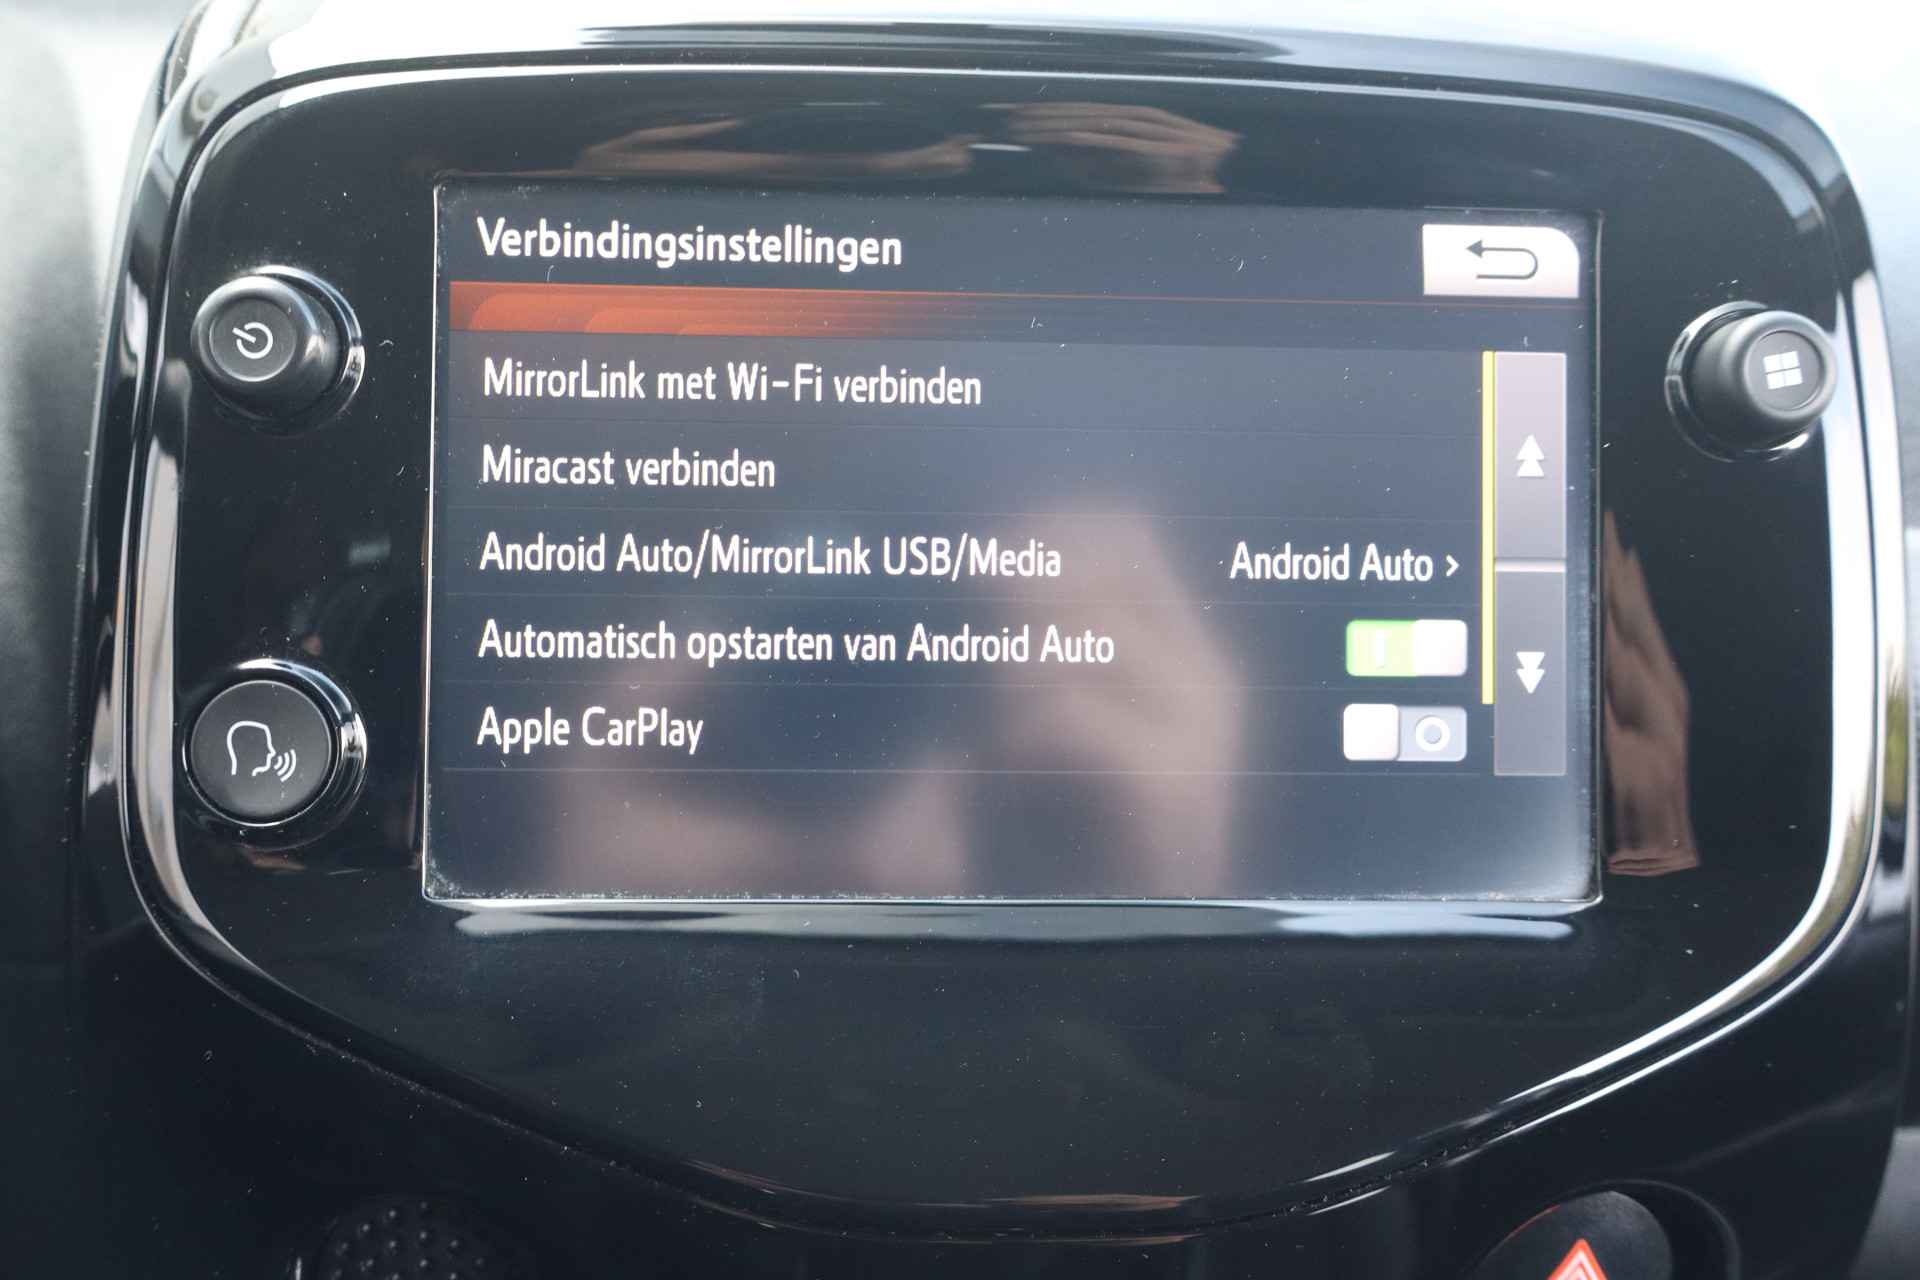 Verbindingsinstellingen
MirrorLink met Wi-Fi verbinden
Miracast verbinden
Android Auto/MirrorLink USB/Media Android Auto >
Automatisch opstarten van Android Auto
Apple CarPlay